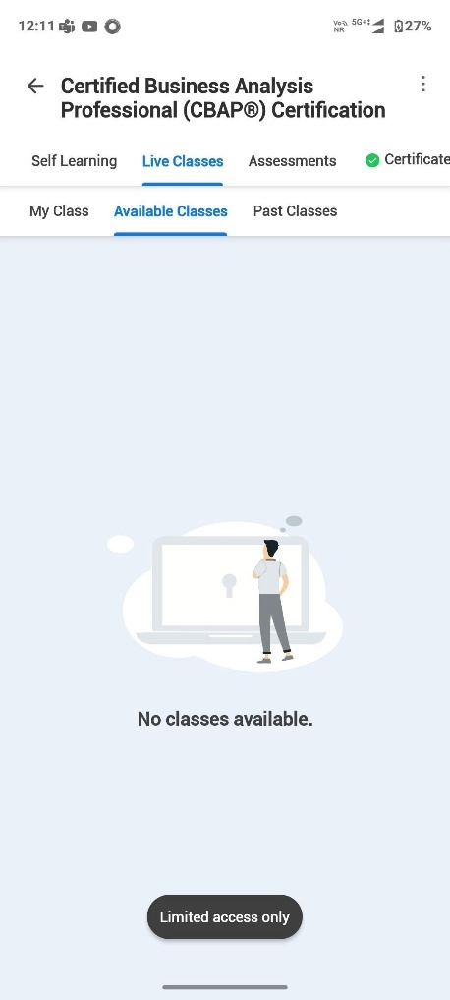 12:11 27%
Vo)) 5G+
NR
Certified Business Analysis
Professional (CBAP®) Certification
Self Learning Live Classes Assessments Certificate
My Class Available Classes Past Classes
No classes available.
Limited access only